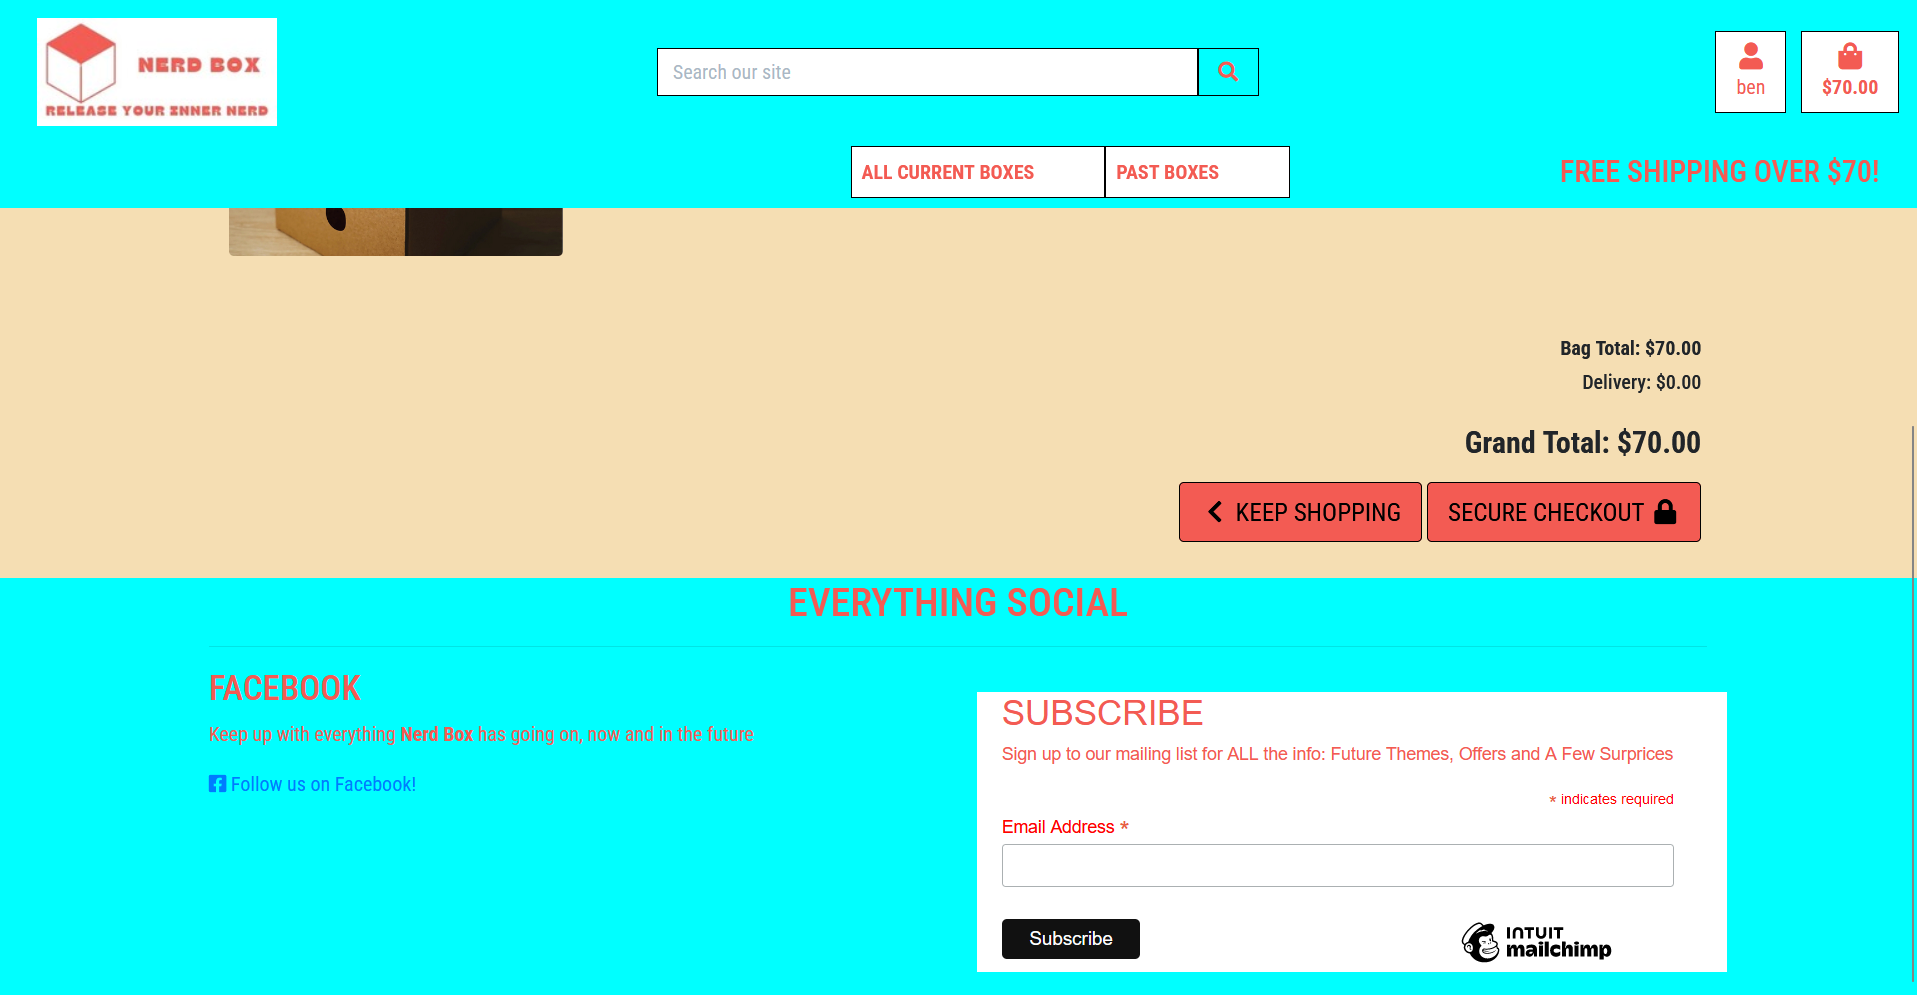 NERD BOX
RELEASE YOUR INNER NERD
Search our site
ben
$70.00
ALL CURRENT BOXES
PAST BOXES
FREE SHIPPING OVER $70!
Bag Total: $70.00
Delivery: $0.00
Grand Total: $70.00
KEEP SHOPPING
SECURE CHECKOUT
EVERYTHING SOCIAL
FACEBOOK
Keep up with everything Nerd Box has going on, now and in the future
Follow us on Facebook!
SUBSCRIBE
Sign up to our mailing list for ALL the info: Future Themes, Offers and A Few Surprices
* indicates required
Email Address *
Subscribe
INTUIT
mailchimp